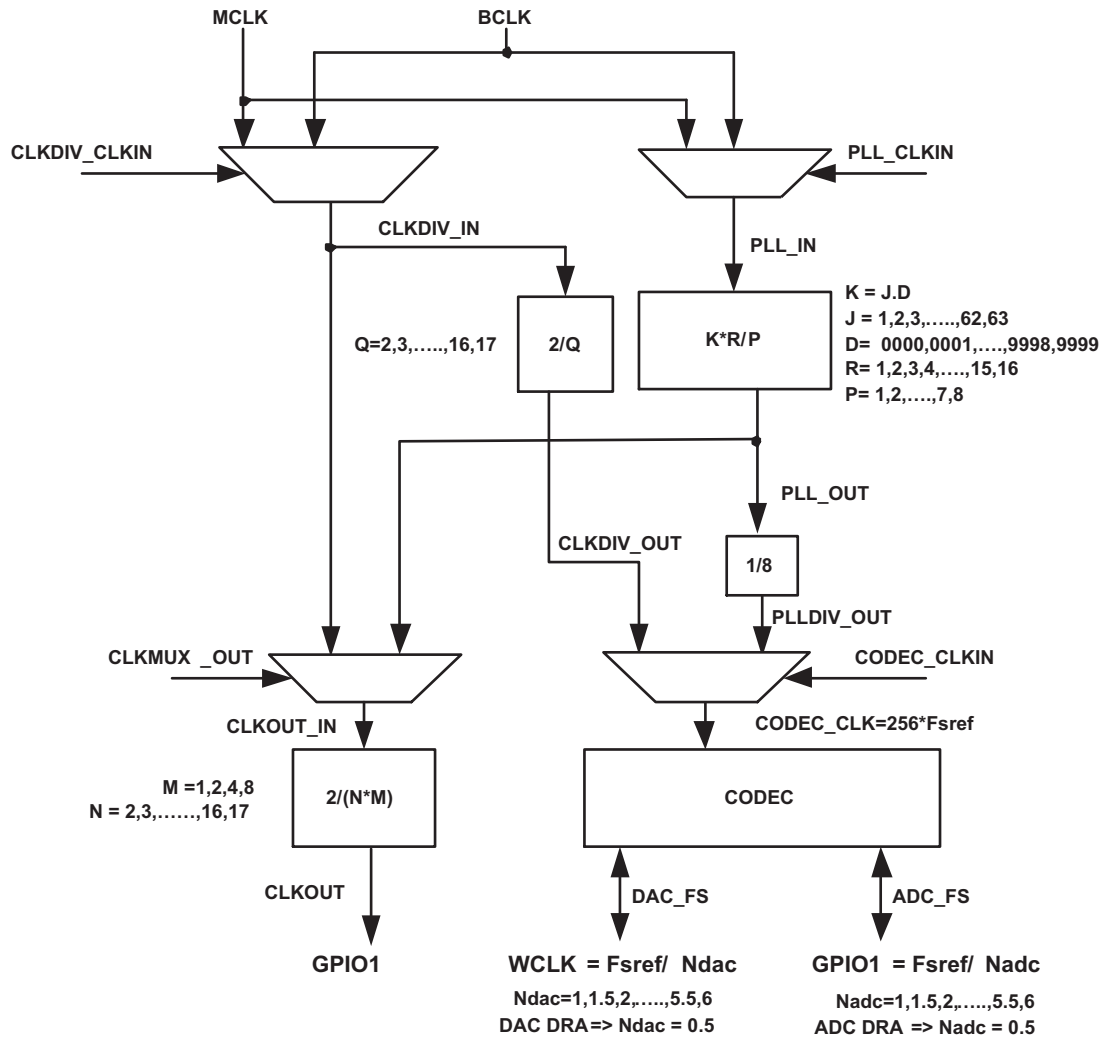 MCLK
BCLK
CLKDIV_CLKIN
PLL_CLKIN
CLKDIV_IN
PLL_IN
Q=2,3,.....,16,17
2/Q
K*R/P
K = J.D
J = 1,2,3,.....,62,63
D= 0000,0001,....,9998,9999
R= 1,2,3,4,....,15,16
P= 1,2,....,7,8
PLL_OUT
CLKDIV_OUT
1/8
PLLDIV_OUT
CLKMUX _OUT
CODEC_CLKIN
CLKOUT_IN
CODEC_CLK=256*Fsref
M =1,2,4,8
N = 2,3,......,16,17
2/(N*M)
CODEC
CLKOUT
DAC_FS
ADC_FS
GPIO1
WCLK = Fsref/ Ndac
GPIO1 = Fsref/ Nadc
Ndac=1,1.5,2,.....,5.5,6
Nadc=1,1.5,2,.....,5.5,6
DAC DRA => Ndac = 0.5
ADC DRA => Nadc = 0.5